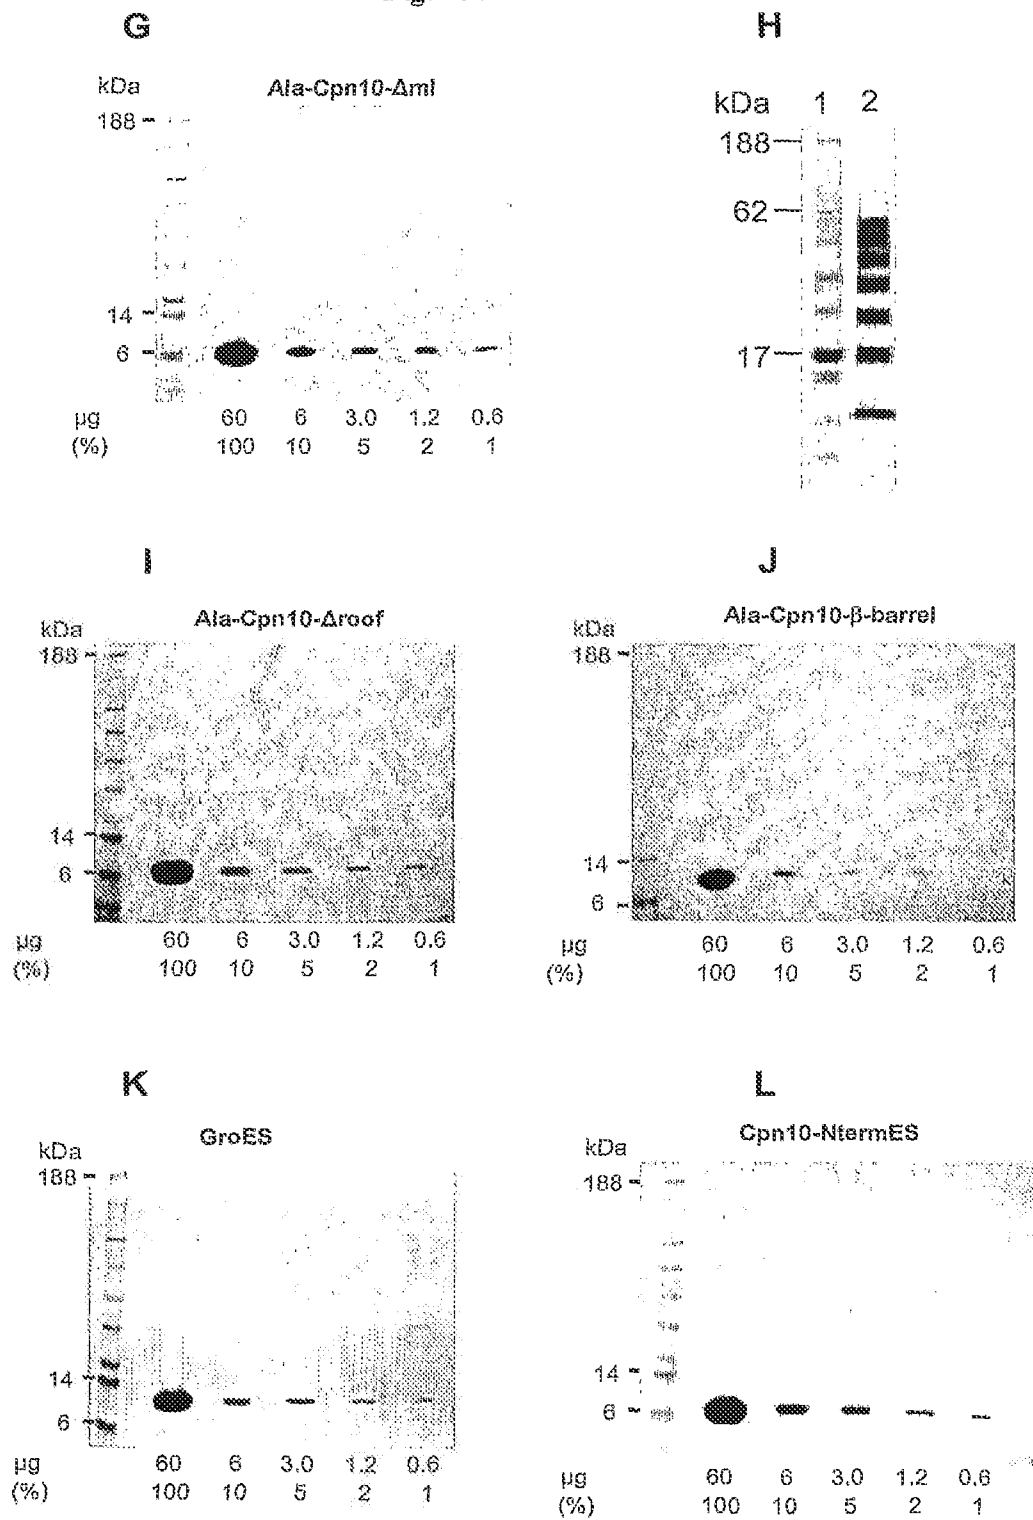 G
kDa
Ala-Cpn10-Δml
188
14
6
µg 60 6 3.0 1.2 0.6
(%) 100 10 5 2 1
H
kDa 1 2
188
62
17
I
Ala-Cpn10-Δroof
kDa
188
14
6
µg 60 6 3.0 1.2 0.6
(%) 100 10 5 2 1
J
Ala-Cpn10-β-barrel
kDa
188
14
6
µg 60 6 3.0 1.2 0.6
(%) 100 10 5 2 1
K
GroES
kDa
188
14
6
µg 60 6 3.0 1.2 0.6
(%) 100 10 5 2 1
L
Cpn10-NtermES
kDa
188
14
6
µg 60 6 3.0 1.2 0.6
(%) 100 10 5 2 1